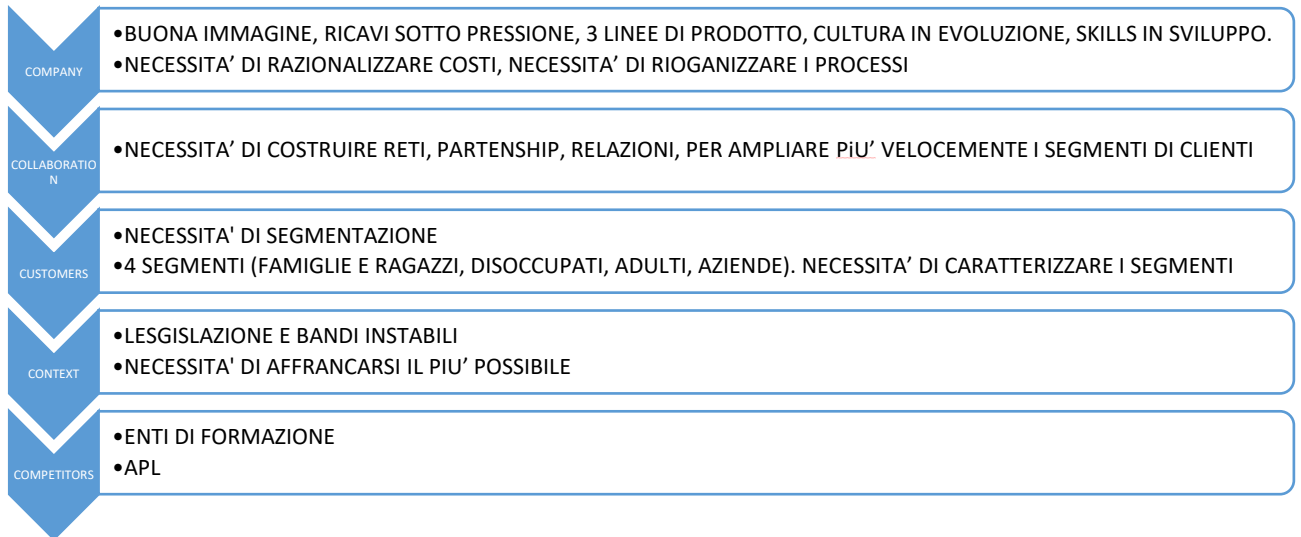 COMPANY
•BUONA IMMAGINE, RICAVI SOTTO PRESSIONE, 3 LINEE DI PRODOTTO, CULTURA IN EVOLUZIONE, SKILLS IN SVILUPPO.
•NECESSITA’ DI RAZIONALIZZARE COSTI, NECESSITA’ DI RIOGANIZZARE I PROCESSI
COLLABORATIO
N
•NECESSITA’ DI COSTRUIRE RETI, PARTENSHIP, RELAZIONI, PER AMPLIARE PiU’ VELOCEMENTE I SEGMENTI DI CLIENTI
CUSTOMERS
•NECESSITA' DI SEGMENTAZIONE
•4 SEGMENTI (FAMIGLIE E RAGAZZI, DISOCCUPATI, ADULTI, AZIENDE). NECESSITA’ DI CARATTERIZZARE I SEGMENTI
CONTEXT
•LESGISLAZIONE E BANDI INSTABILI
•NECESSITA' DI AFFRANCARSI IL PIU’ POSSIBILE
COMPETITORS
•ENTI DI FORMAZIONE
•APL